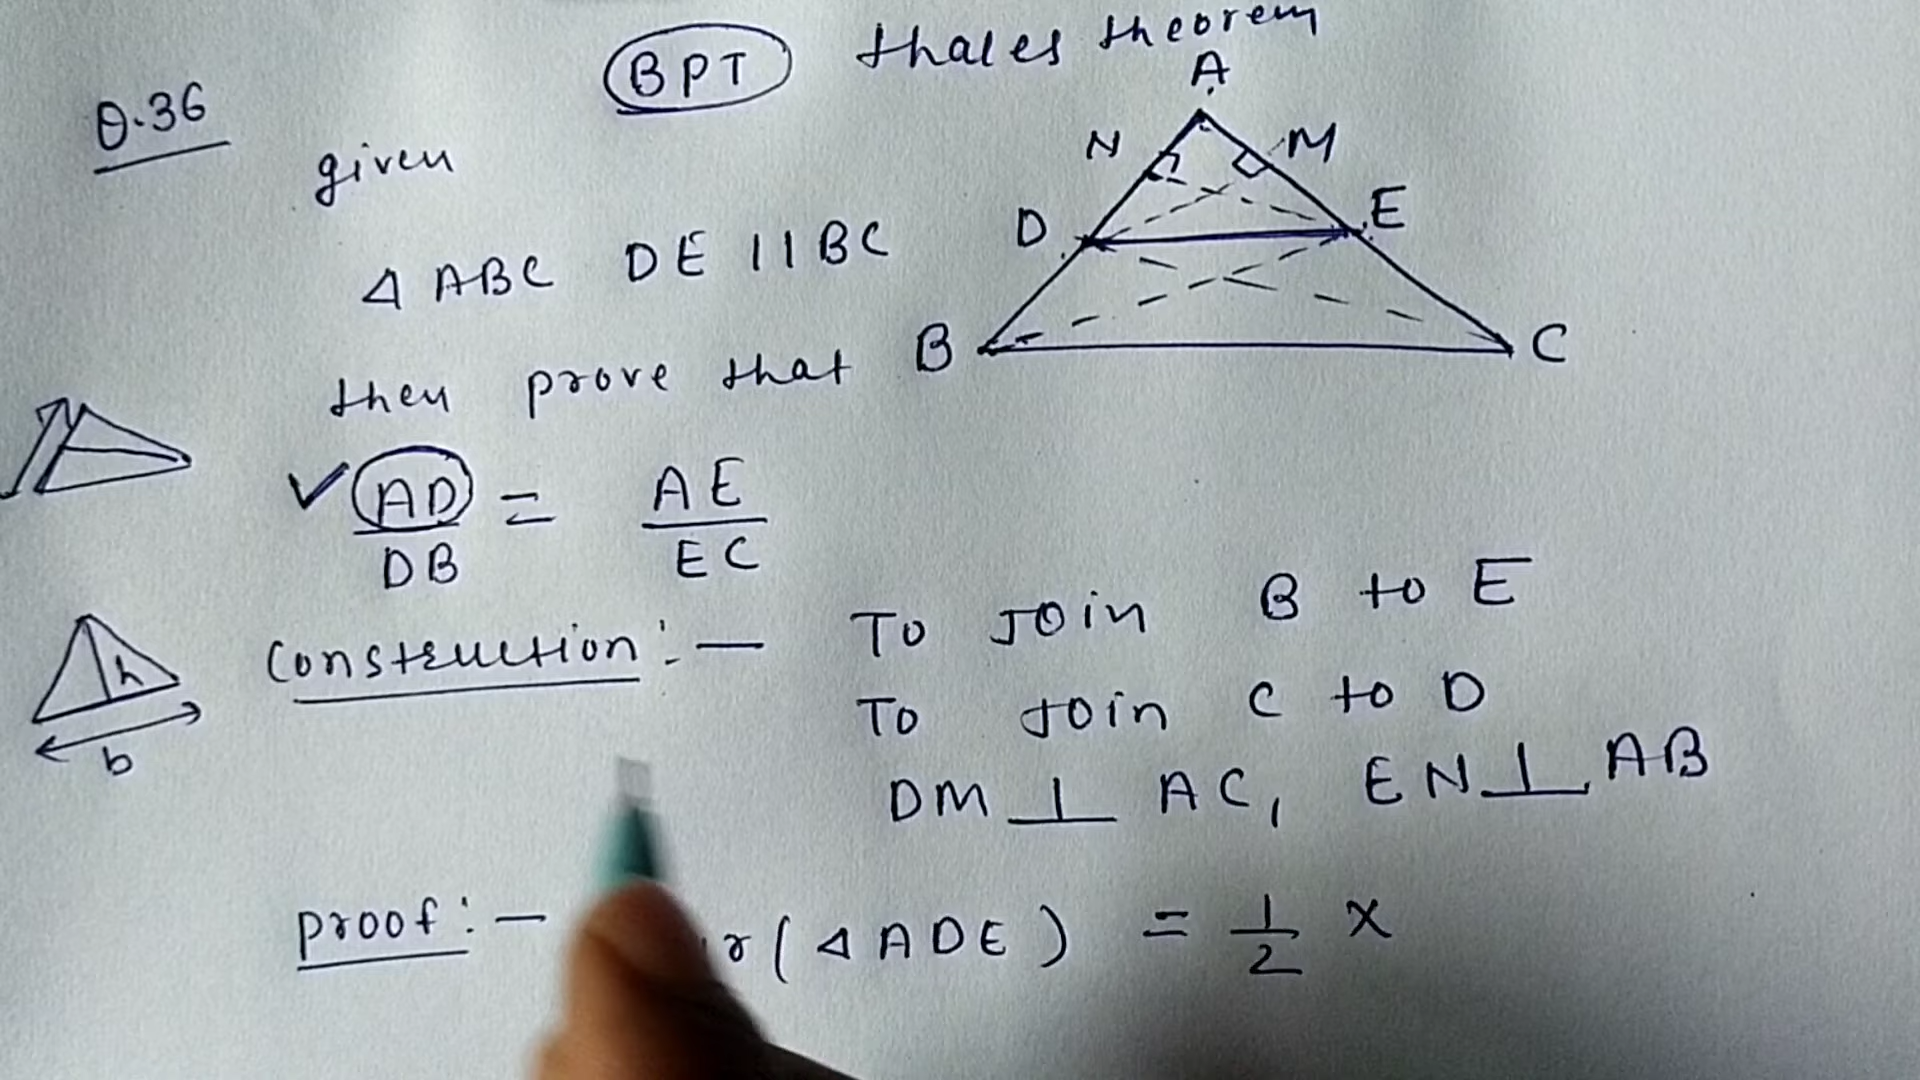 BPT thales theorem
Q.36
given
△ ABC DE || BC
then prove that
✓ AD/DB = AE/EC
A
N M
D E
B C
h
b
construction :— To Join B to E
To Join C to D
DM ⊥ AC, EN ⊥ AB
proof :— r(△ADE) = 1/2 ×